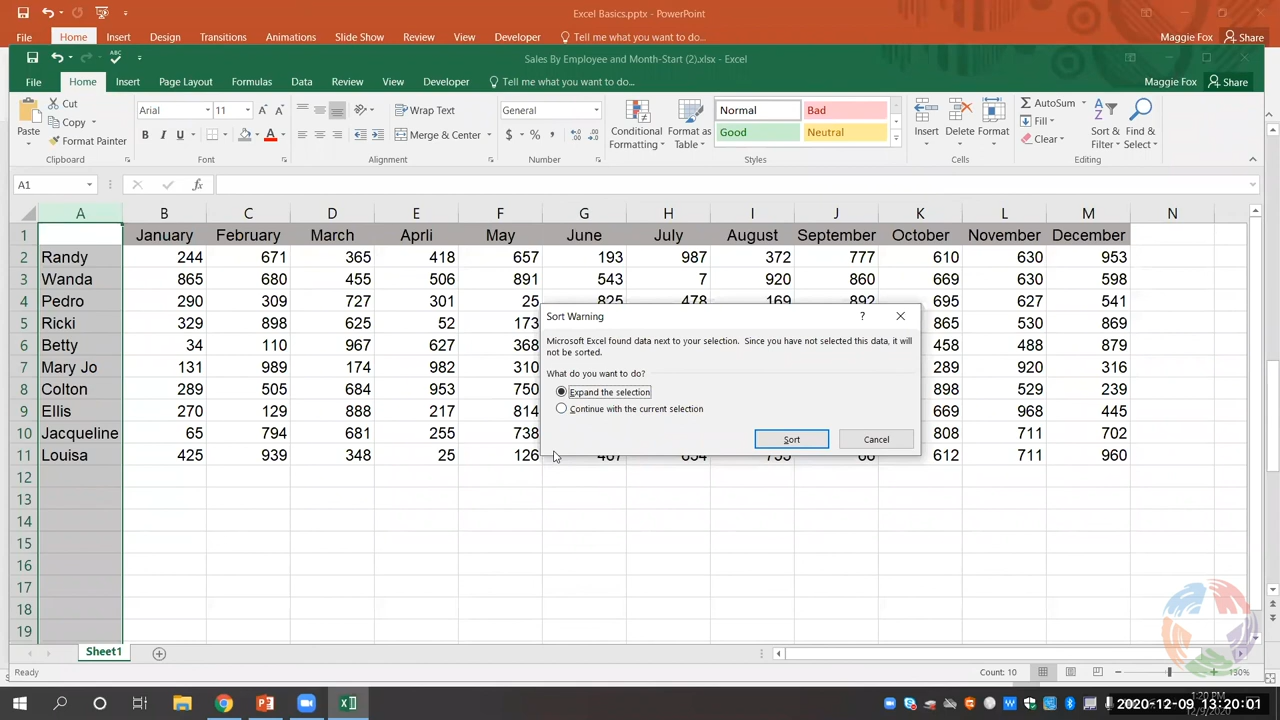 Excel Basics.pptx - PowerPoint
File Home Insert Design Transitions Animations Slide Show Review View Developer Tell me what you want to do... Maggie Fox Share
Sales By Employee and Month-Start (2).xlsx - Excel
File Home Insert Page Layout Formulas Data Review View Developer Tell me what you want to do... Maggie Fox Share
Paste Cut Copy Format Painter Clipboard
Arial 11 B I U A Font
Wrap Text Merge & Center Alignment
General $ % , Number
Conditional Formatting Format as Table
Normal Bad Good Neutral Styles
Insert Delete Format Cells
AutoSum Fill Clear Sort & Filter Find & Select Editing
A1 fx
A B C D E F G H I J K L M N
1 January February March Aprli May June July August September October November December
2 Randy 244 671 365 418 657 193 987 372 777 610 630 953
3 Wanda 865 680 455 506 891 543 7 920 860 669 630 598
4 Pedro 290 309 727 301 25 825 478 169 892 695 627 541
5 Ricki 329 898 625 52 173 865 530 869
6 Betty 34 110 967 627 368 458 488 879
7 Mary Jo 131 989 174 982 310 289 920 316
8 Colton 289 505 430 953 750 898 529 239
9 Ellis 270 129 888 217 814 669 968 445
10 Jacqueline 65 794 681 255 738 808 711 702
11 Louisa 425 939 348 25 126 612 711 960
12
13
14
15
16
17
18
19
Sort Warning ?
Microsoft Excel found data next to your selection. Since you have not selected this data, it will
not be sorted.
What do you want to do?
Expand the selection
Continue with the current selection
Sort Cancel
Sheet1
Ready Count: 10 130%
1:20 PM
12/9/2020
2020-12-09 13:20:01